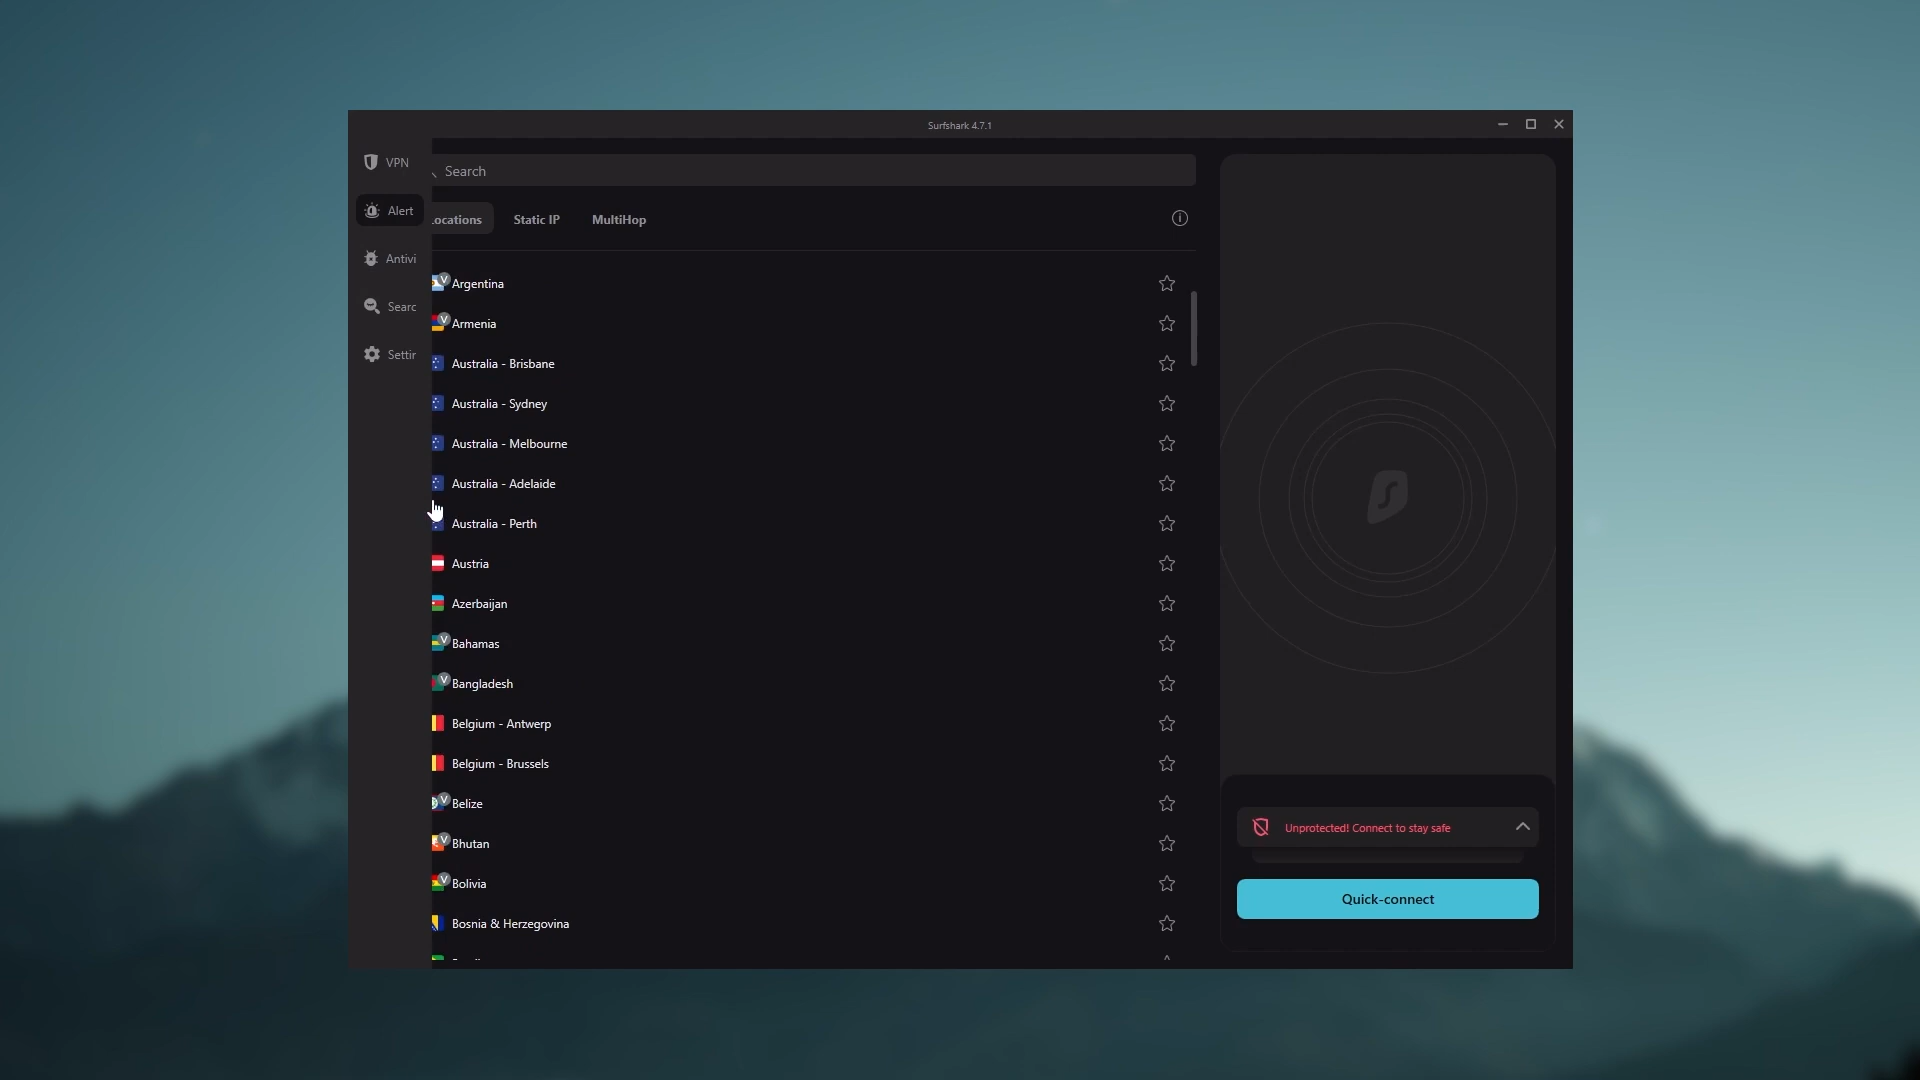 Surfshark 4.7.1
VPN
Alert
Antivi
Searc
Settir
Search
ocations
Static IP
MultiHop
V
Argentina
V
Armenia
Australia - Brisbane
Australia - Sydney
Australia - Melbourne
Australia - Adelaide
Australia - Perth
Austria
Azerbaijan
V
Bahamas
V
Bangladesh
Belgium - Antwerp
Belgium - Brussels
V
Belize
V
Bhutan
V
Bolivia
Bosnia & Herzegovina
Unprotected! Connect to stay safe
Quick-connect